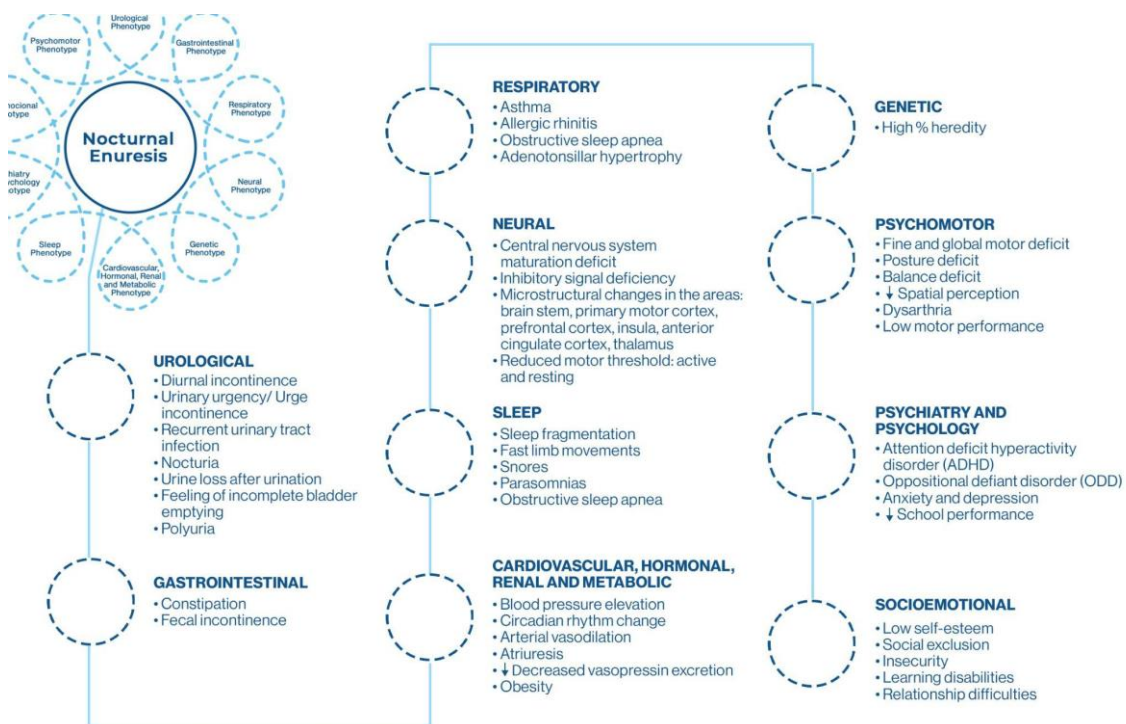 Urological
Phenotype
Psychomotor
Phenotype
Gastrointestinal
Phenotype
Respiratory
Phenotype
Nocturnal
Enuresis
Neural
Phenotype
Sleep
Phenotype
Genetic
Phenotype
Cardiovascular,
Hormonal, Renal
and Metabolic
Phenotype
UROLOGICAL
• Diurnal incontinence
• Urinary urgency/ Urge
incontinence
• Recurrent urinary tract
infection
• Nocturia
• Urine loss after urination
• Feeling of incomplete bladder
emptying
• Polyuria
GASTROINTESTINAL
• Constipation
• Fecal incontinence
RESPIRATORY
• Asthma
• Allergic rhinitis
• Obstructive sleep apnea
• Adenotonsillar hypertrophy
NEURAL
• Central nervous system
maturation deficit
• Inhibitory signal deficiency
• Microstructural changes in the areas:
brain stem, primary motor cortex,
prefrontal cortex, insula, anterior
cingulate cortex, thalamus
• Reduced motor threshold: active
and resting
SLEEP
• Sleep fragmentation
• Fast limb movements
• Snores
• Parasomnias
• Obstructive sleep apnea
CARDIOVASCULAR, HORMONAL,
RENAL AND METABOLIC
• Blood pressure elevation
• Circadian rhythm change
• Arterial vasodilation
• Atriuresis
• ↓ Decreased vasopressin excretion
• Obesity
GENETIC
• High % heredity
PSYCHOMOTOR
• Fine and global motor deficit
• Posture deficit
• Balance deficit
• ↓ Spatial perception
• Dysarthria
• Low motor performance
PSYCHIATRY AND
PSYCHOLOGY
• Attention deficit hyperactivity
disorder (ADHD)
• Oppositional defiant disorder (ODD)
• Anxiety and depression
• ↓ School performance
SOCIOEMOTIONAL
• Low self-esteem
• Social exclusion
• Insecurity
• Learning disabilities
• Relationship difficulties